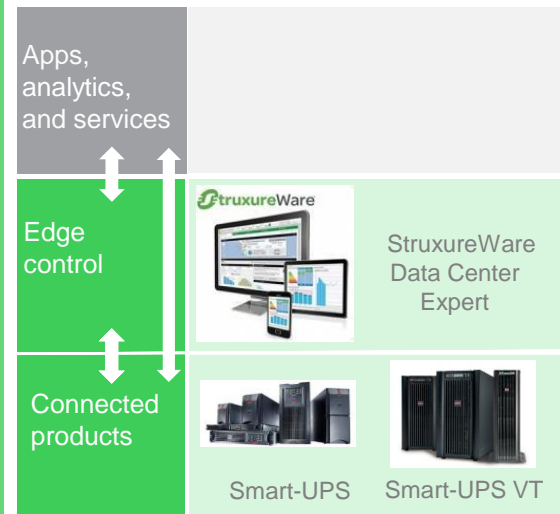 Apps,
analytics,
and services
Edge
control
StruxureWare
StruxureWare
Data Center
Expert
Connected
products
Smart-UPS
Smart-UPS VT